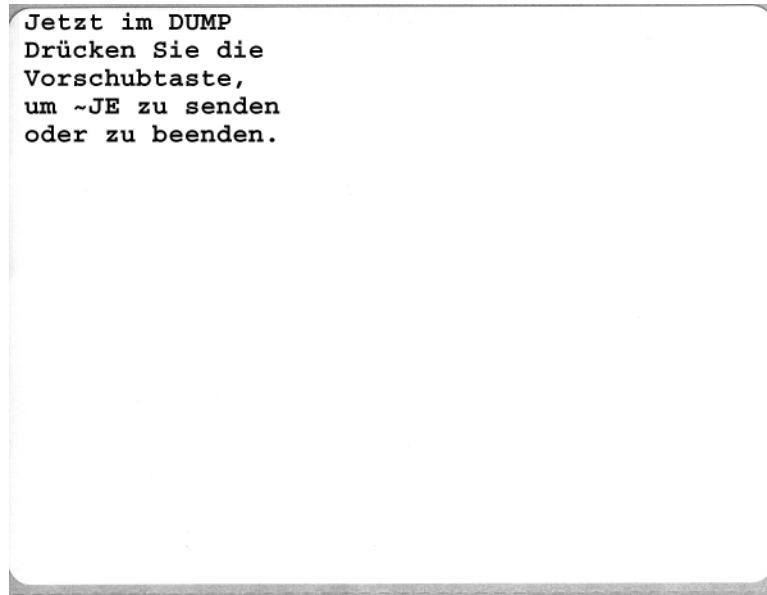 Jetzt im DUMP
Drücken Sie die
Vorschubtaste,
um ~JE zu senden
oder zu beenden.